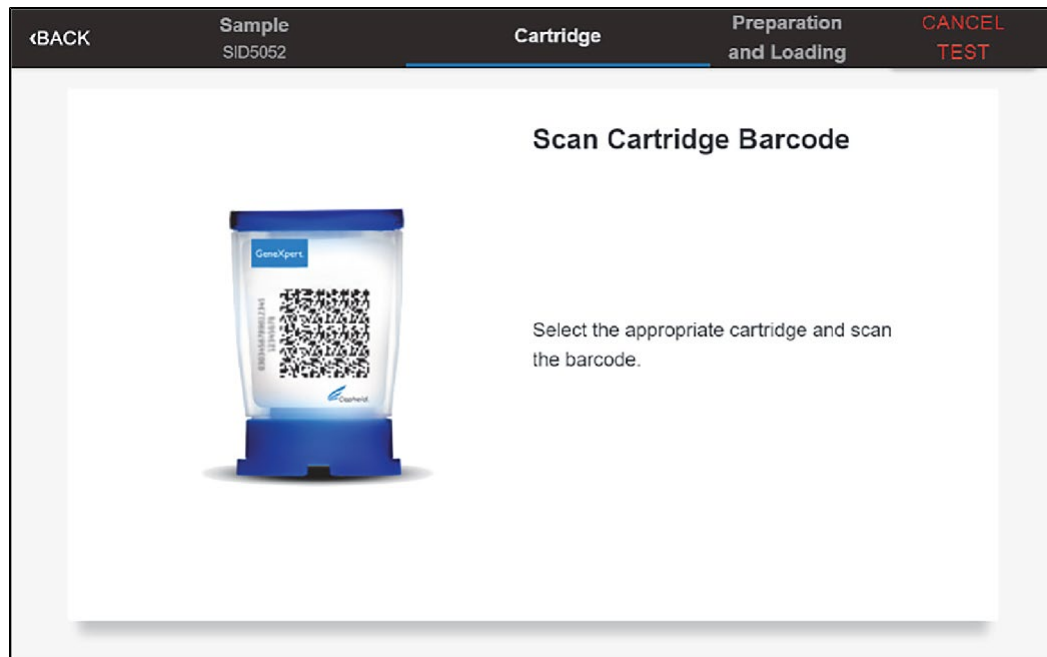 ‹BACK
Sample
SID5052
Cartridge
Preparation
and Loading
CANCEL
TEST
Scan Cartridge Barcode
GeneXpert
Cepheid.
Select the appropriate cartridge and scan
the barcode.